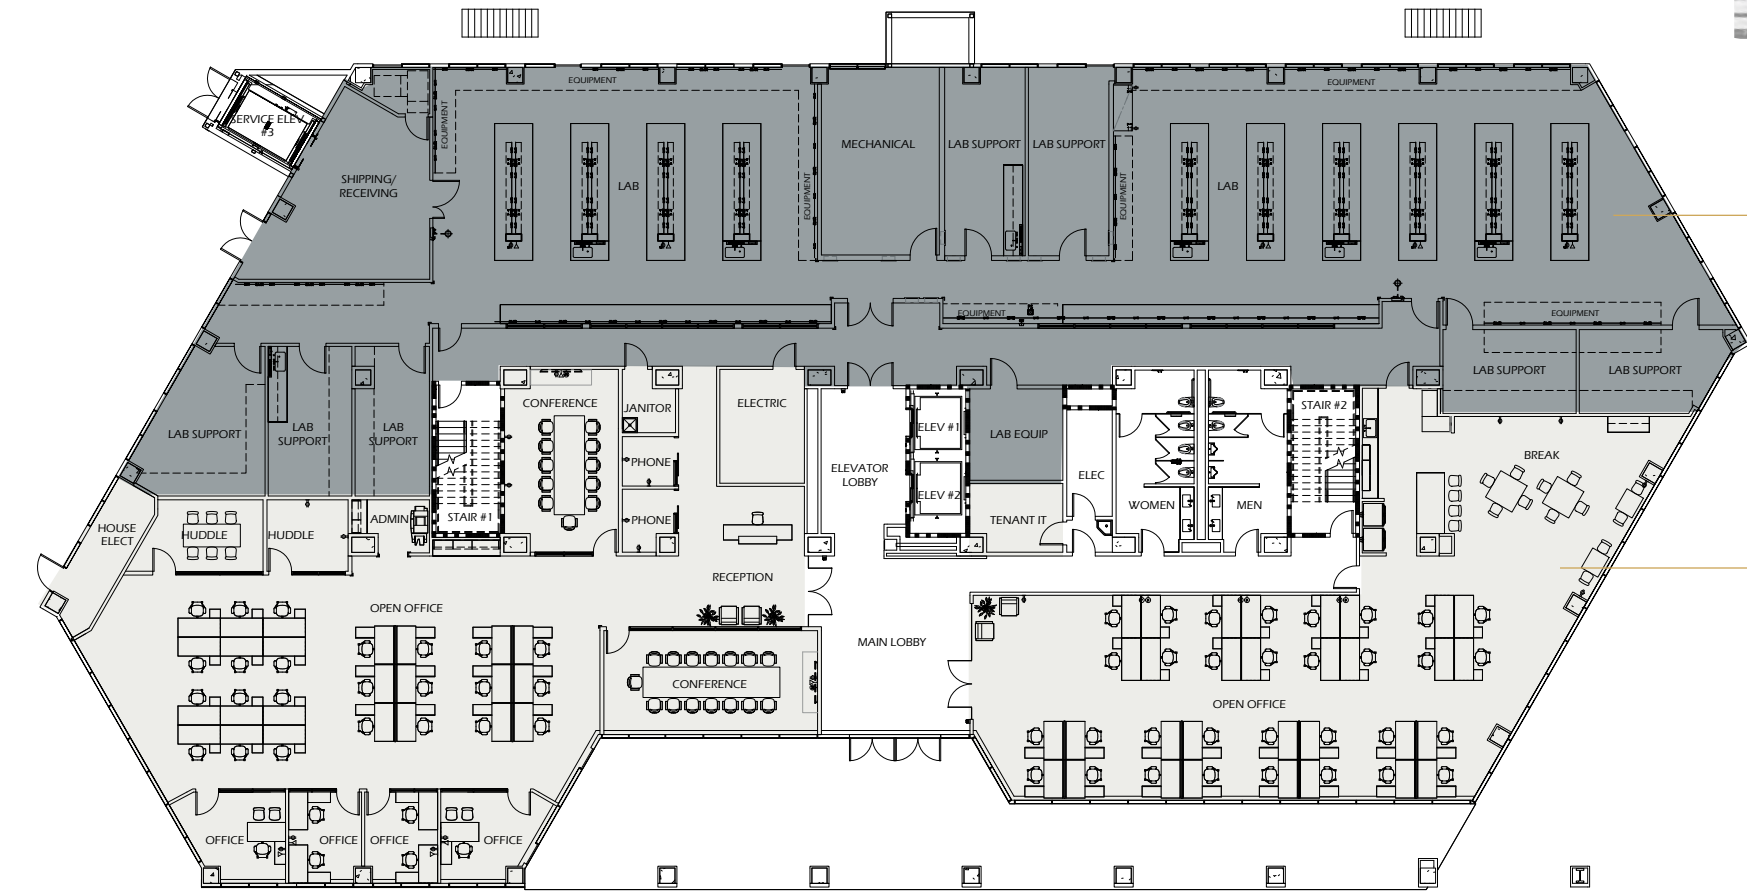 EQUIPMENT
EQUIPMENT
SERVICE ELEV
#3
EQUIPMENT
MECHANICAL
LAB SUPPORT
LAB SUPPORT
SHIPPING/
RECEIVING
LAB
EQUIPMENT
EQUIPMENT
LAB
EQUIPMENT
EQUIPMENT
LAB SUPPORT
LAB SUPPORT
CONFERENCE
JANITOR
ELECTRIC
STAIR #2
LAB SUPPORT
LAB
SUPPORT
LAB
SUPPORT
ELEV #1
LAB EQUIP
BREAK
PHONE
ELEVATOR
LOBBY
ELEC
ELEV #2
WOMEN
MEN
HOUSE
ELECT
HUDDLE
HUDDLE
ADMIN
STAIR #1
PHONE
TENANT IT
RECEPTION
OPEN OFFICE
MAIN LOBBY
CONFERENCE
OPEN OFFICE
OFFICE
OFFICE
OFFICE
OFFICE